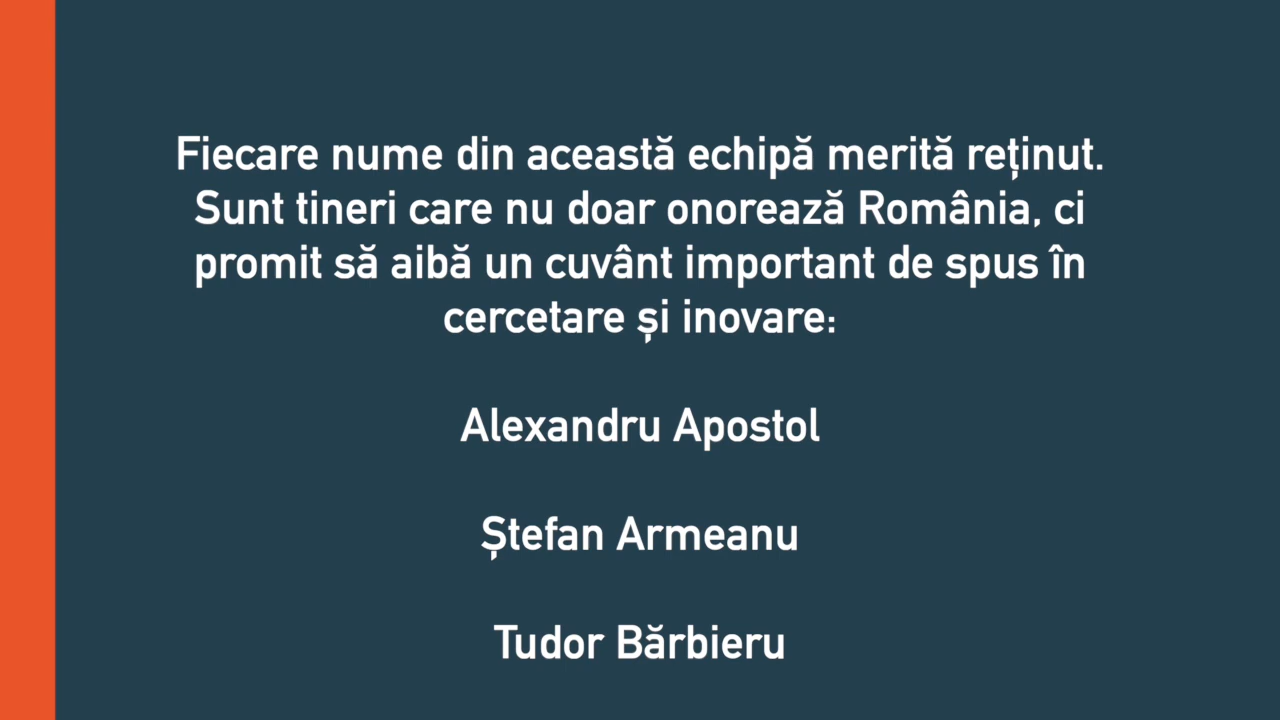 Fiecare nume din această echipă merită reținut.
Sunt tineri care nu doar onorează România, ci
promit să aibă un cuvânt important de spus în
cercetare și inovare:
Alexandru Apostol
Ștefan Armeanu
Tudor Bărbieru